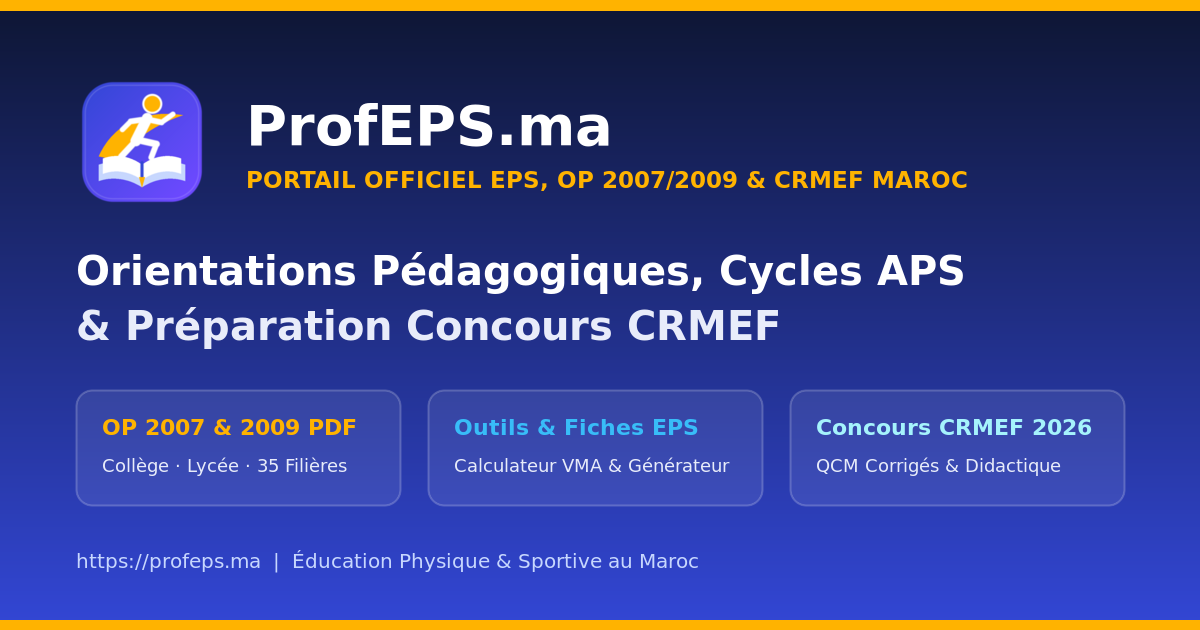 ProfEPS.ma
PORTAIL OFFICIEL EPS, OP 2007/2009 & CRMEF MAROC
Orientations Pédagogiques, Cycles APS
& Préparation Concours CRMEF
OP 2007 & 2009 PDF
Collège · Lycée · 35 Filières
Outils & Fiches EPS
Calculateur VMA & Générateur
Concours CRMEF 2026
QCM Corrigés & Didactique
https://profeps.ma | Éducation Physique & Sportive au Maroc